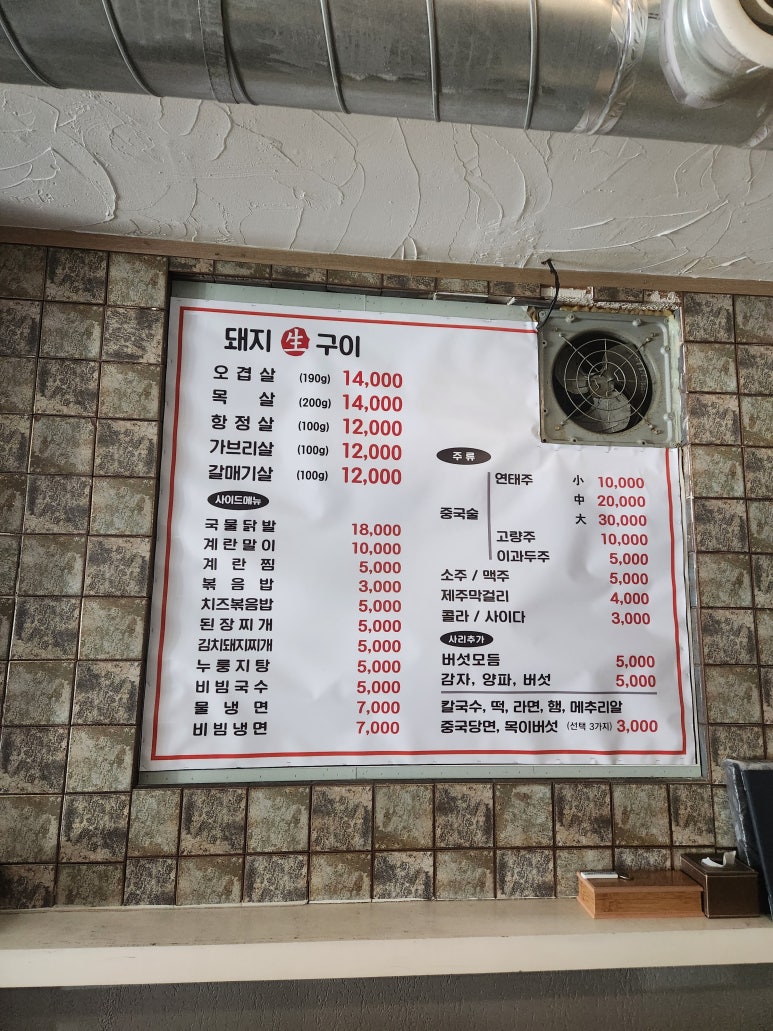 돼지 生 구이
오겹살 (190g) 14,000
목살 (200g) 14,000
항정살 (100g) 12,000
가브리살 (100g) 12,000
갈매기살 (100g) 12,000
사이드메뉴
국물닭발 18,000
계란말이 10,000
계란찜 5,000
볶음밥 3,000
치즈볶음밥 5,000
된장찌개 5,000
김치돼지찌개 5,000
누룽지탕 5,000
비빔국수 5,000
물냉면 7,000
비빔냉면 7,000
주류
중국술
연태주 小 10,000
中 20,000
大 30,000
고량주 10,000
이과두주 5,000
소주 / 맥주 5,000
제주막걸리 4,000
콜라 / 사이다 3,000
사리추가
버섯모듬 5,000
감자, 양파, 버섯 5,000
칼국수, 떡, 라면, 햄, 메추리알
중국당면, 목이버섯 (선택 3가지) 3,000